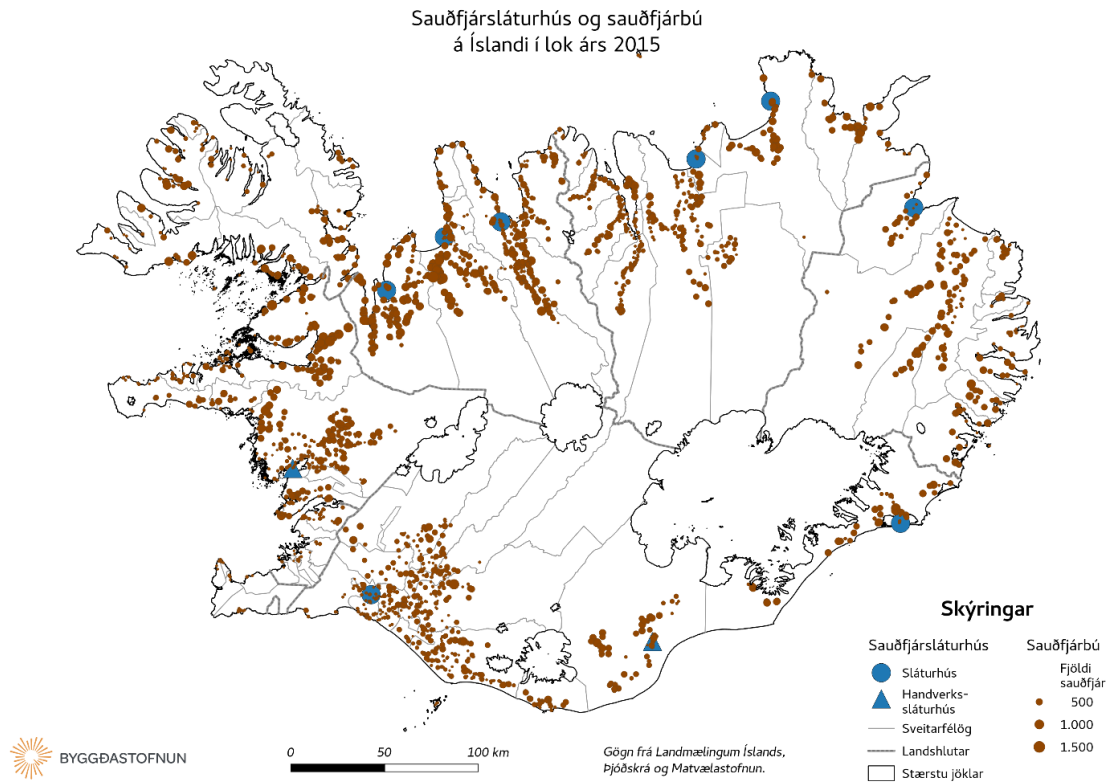 Sauðfjársláturhús og sauðfjárbú
á Íslandi í lok árs 2015
Skýringar
Sauðfjársláturhús
Sláturhús
Handverks-
sláturhús
Sveitarfélög
Landshlutar
Stærstu jöklar
Sauðfjárbú
Fjöldi
sauðfjár
500
1.000
1.500
BYGGÐASTOFNUN
0 50 100 km
Gögn frá Landmælingum Íslands,
Þjóðskrá og Matvælastofnun.